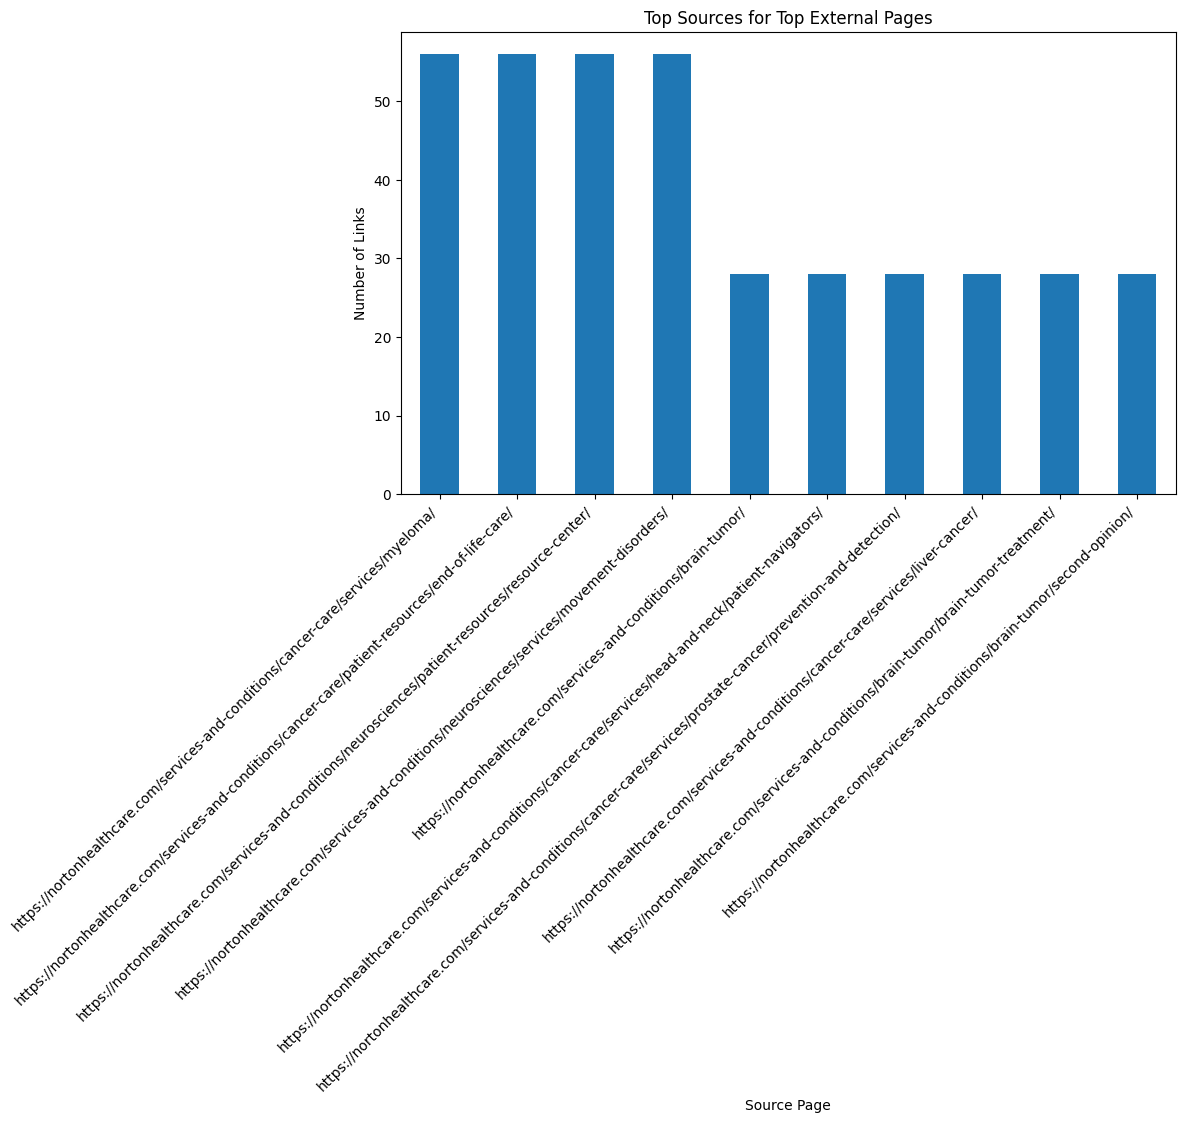 Top Sources for Top External Pages
Number of Links
50
40
30
20
10
0
https://nortonhealthcare.com/services-and-conditions/cancer-care/services/myeloma/
https://nortonhealthcare.com/services-and-conditions/cancer-care/patient-resources/end-of-life-care/
https://nortonhealthcare.com/services-and-conditions/neurosciences/patient-resources/resource-center/
https://nortonhealthcare.com/services-and-conditions/neurosciences/services/movement-disorders/
https://nortonhealthcare.com/services-and-conditions/brain-tumor/
https://nortonhealthcare.com/services-and-conditions/cancer-care/services/head-and-neck/patient-navigators/
https://nortonhealthcare.com/services-and-conditions/cancer-care/services/prostate-cancer/prevention-and-detection/
https://nortonhealthcare.com/services-and-conditions/cancer-care/services/liver-cancer/
https://nortonhealthcare.com/services-and-conditions/brain-tumor/brain-tumor-treatment/
https://nortonhealthcare.com/services-and-conditions/brain-tumor/second-opinion/
Source Page